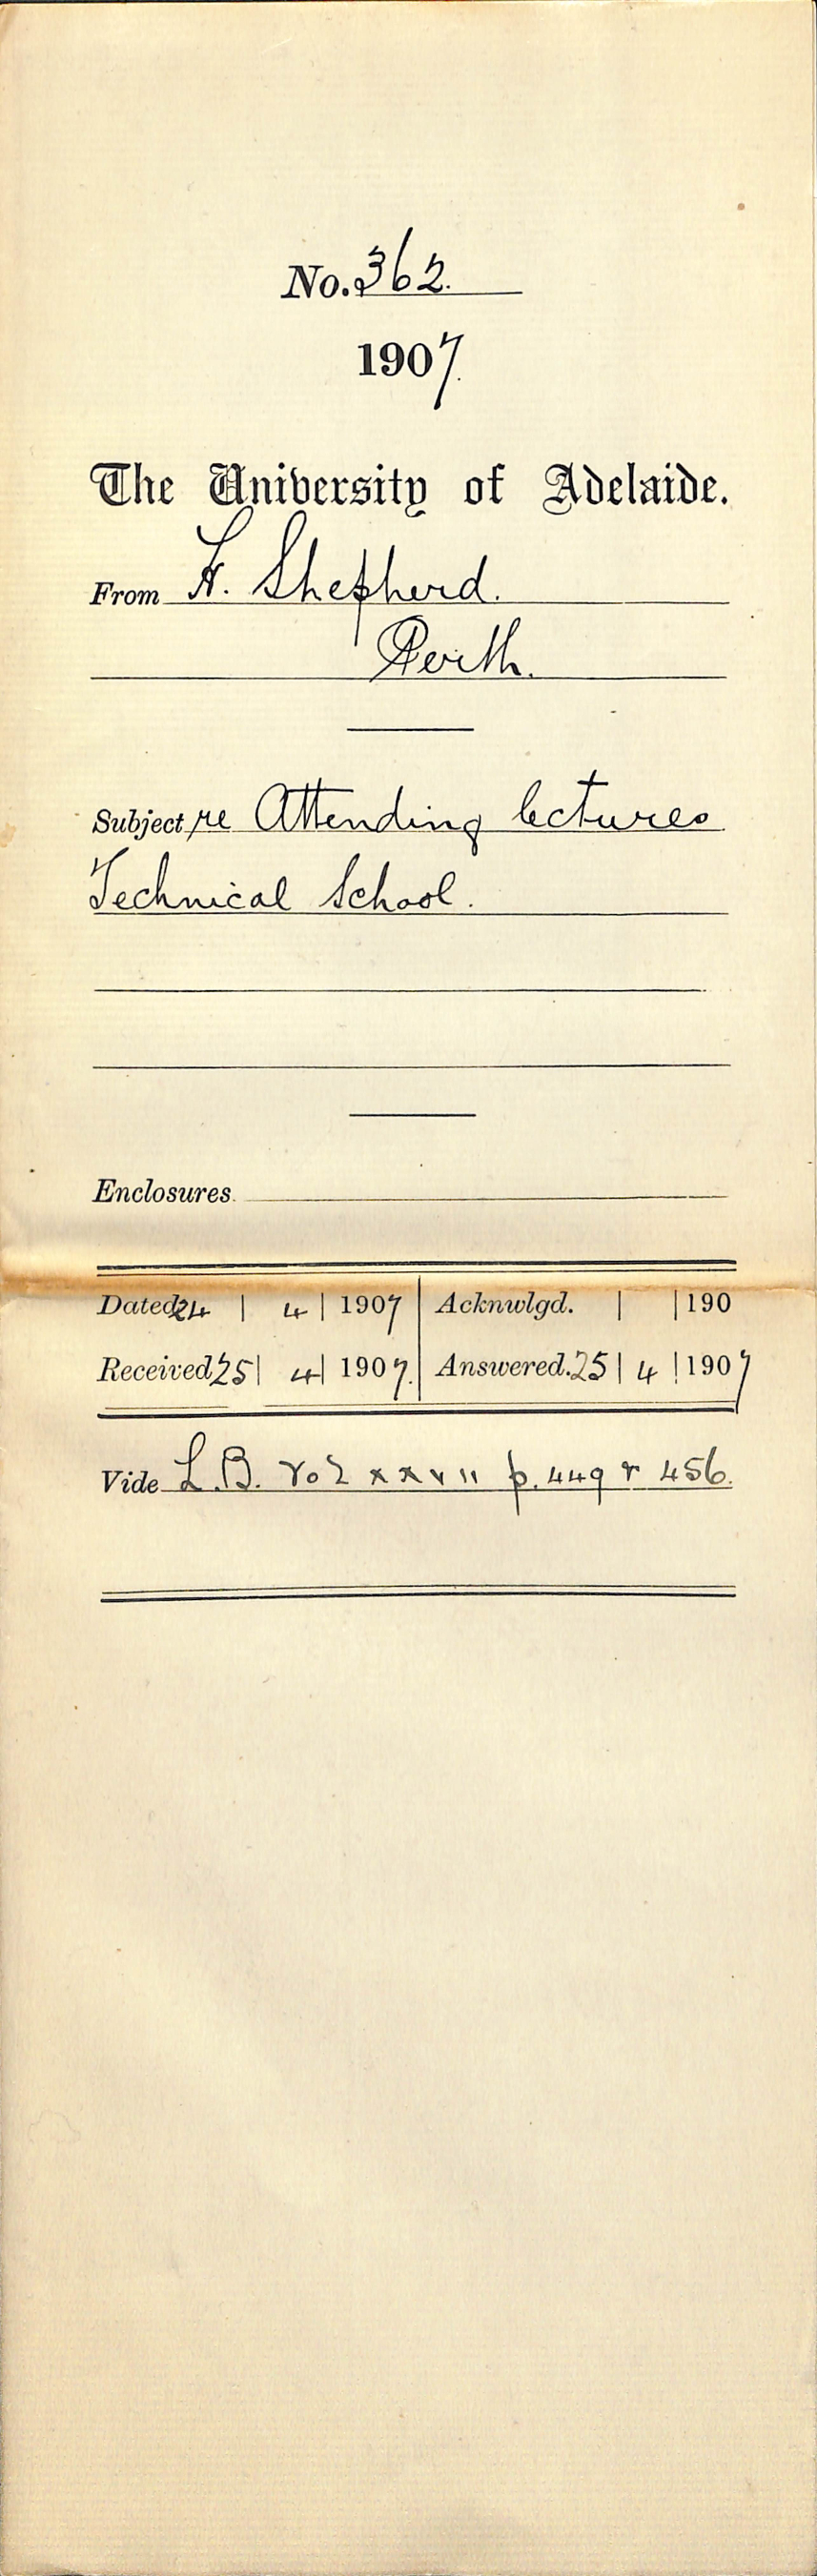 No. 362.
1907.
The University of Adelaide.
From F. Shepherd.
Perth.
Subject re Attending lectures
Technical School.
Enclosures
Dated 24 | 4 | 1907 Acknwlgd. | | 190
Received 25 | 4 | 1907. Answered. 25 | 4 | 1907
Vide L.B. Vol xxvii p. 449 & 456.